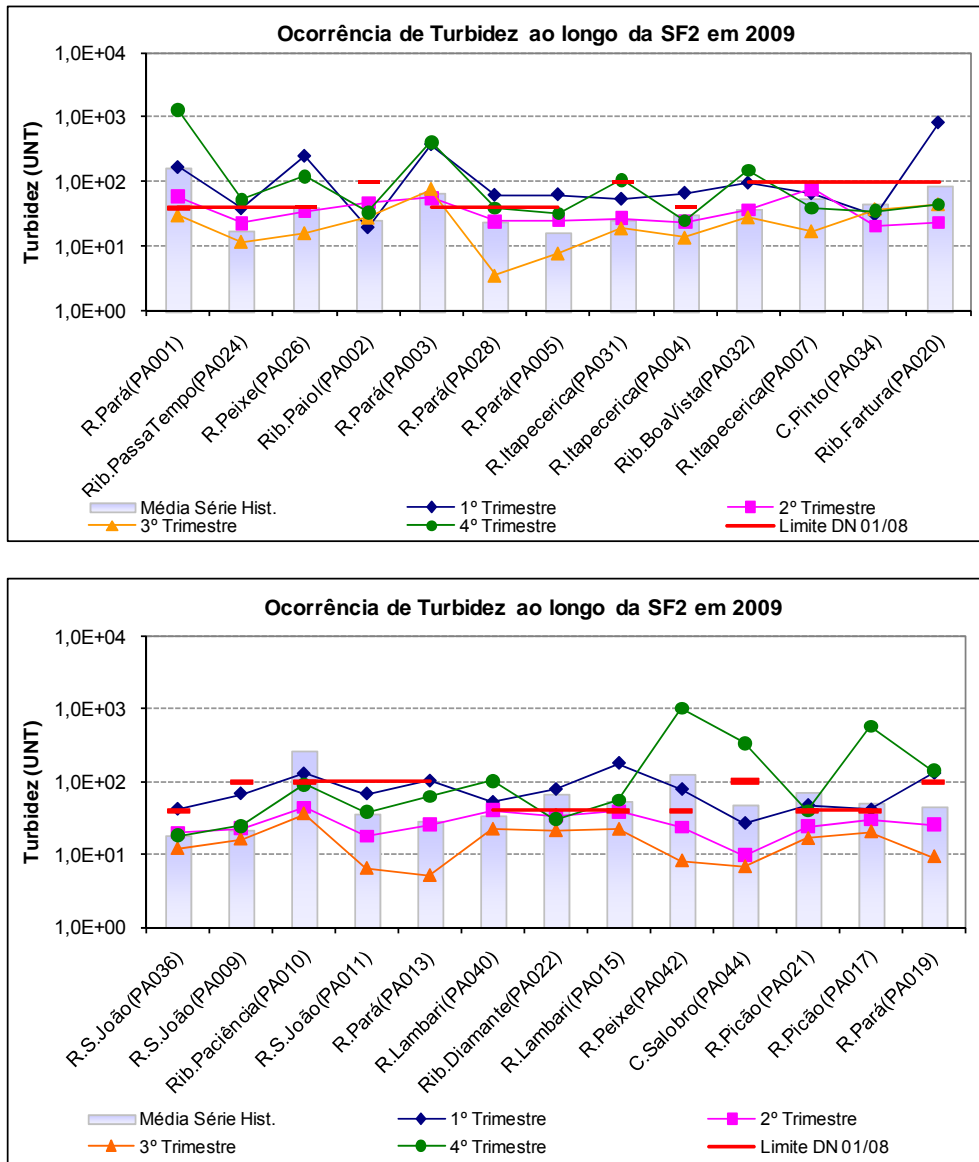 Ocorrência de Turbidez ao longo da SF2 em 2009
Turbidez (UNT)
1,0E+04
1,0E+03
1,0E+02
1,0E+01
1,0E+00
R.Pará(PA001)
Rib.PassaTempo(PA024)
R.Peixe(PA026)
Rib.Paiol(PA002)
R.Pará(PA003)
R.Pará(PA028)
R.Pará(PA005)
R.Itapecerica(PA031)
R.Itapecerica(PA004)
Rib.BoaVista(PA032)
R.Itapecerica(PA007)
C.Pinto(PA034)
Rib.Fartura(PA020)
Média Série Hist.
1º Trimestre
2º Trimestre
3º Trimestre
4º Trimestre
Limite DN 01/08
Ocorrência de Turbidez ao longo da SF2 em 2009
Turbidez (UNT)
1,0E+04
1,0E+03
1,0E+02
1,0E+01
1,0E+00
R.S.João(PA036)
R.S.João(PA009)
Rib.Paciência(PA010)
R.S.João(PA011)
R.Pará(PA013)
R.Lambari(PA040)
Rib.Diamante(PA022)
R.Lambari(PA015)
R.Peixe(PA042)
C.Salobro(PA044)
R.Picão(PA021)
R.Picão(PA017)
R.Pará(PA019)
Média Série Hist.
1º Trimestre
2º Trimestre
3º Trimestre
4º Trimestre
Limite DN 01/08